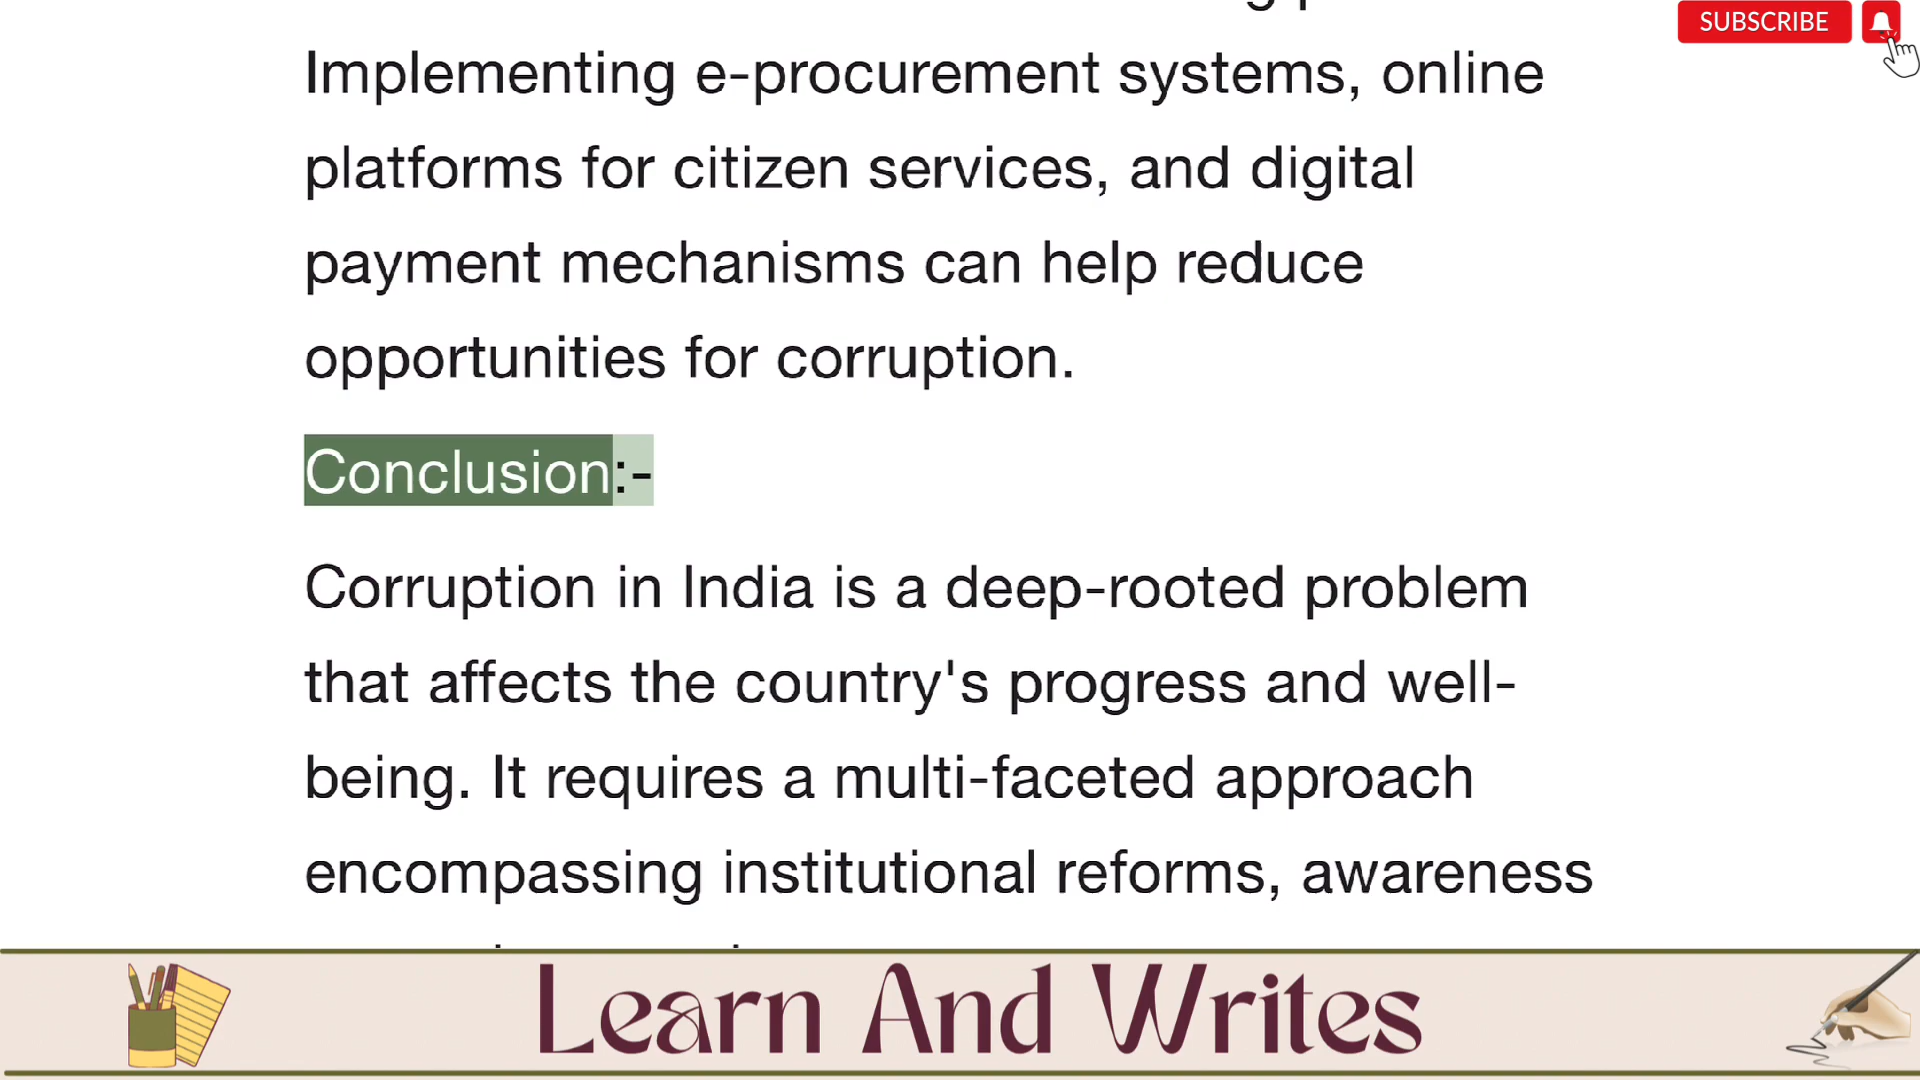 SUBSCRIBE
Implementing e-procurement systems, online
platforms for citizen services, and digital
payment mechanisms can help reduce
opportunities for corruption.
Conclusion:-
Corruption in India is a deep-rooted problem
that affects the country's progress and well-
being. It requires a multi-faceted approach
encompassing institutional reforms, awareness
Learn And Writes